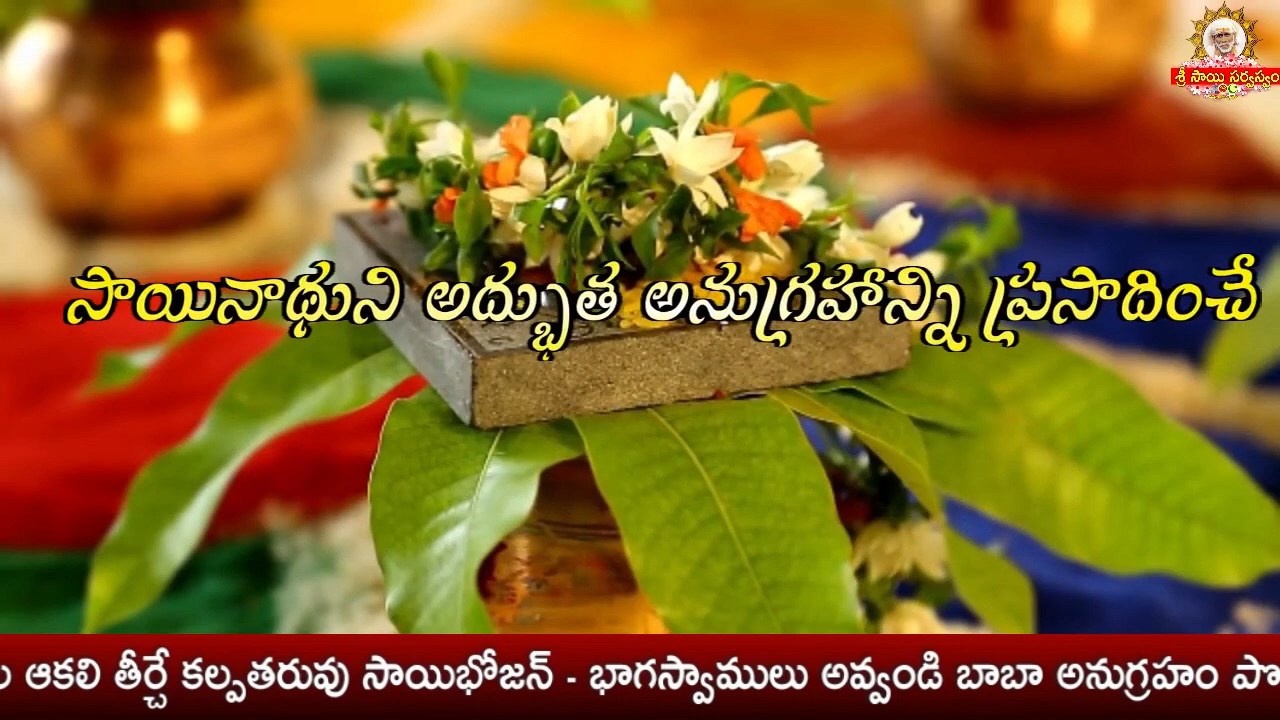 శ్రీ సాయి సర్వస్వం
సాయినాథుని అద్భుత అనుగ్రహాన్ని ప్రసాదించే
ఆకలి తీర్చే కల్పతరువు సాయిభోజన్ - భాగస్వాములు అవ్వండి బాబా అనుగ్రహం